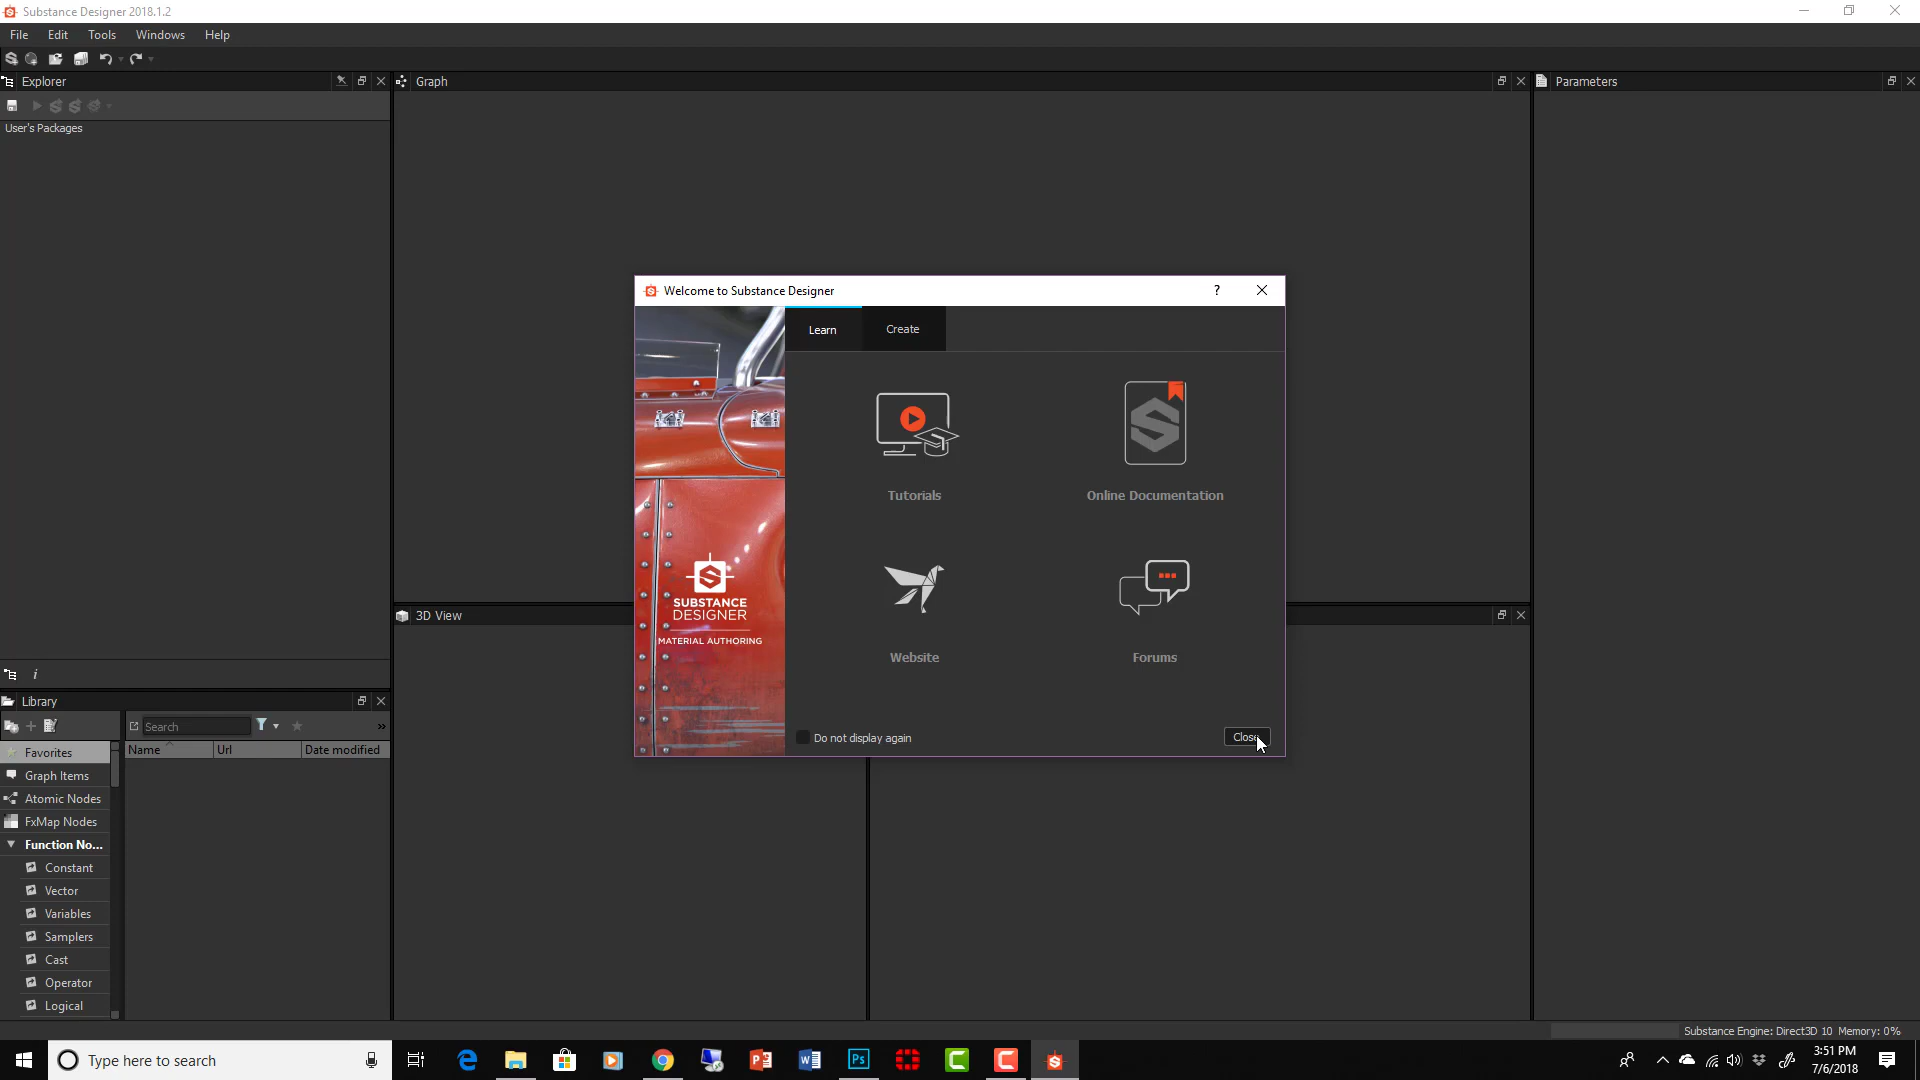 Substance Designer 2018.1.2
File Edit Tools Windows Help
Explorer
Graph
Parameters
User's Packages
Welcome to Substance Designer
?
Learn
Create
Tutorials
Online Documentation
SUBSTANCE
DESIGNER
MATERIAL AUTHORING
Website
Forums
Do not display again
Close
3D View
i
Library
Search
»
Name
Url
Date modified
Favorites
Graph Items
Atomic Nodes
FxMap Nodes
Function No...
Constant
Vector
Variables
Samplers
Cast
Operator
Logical
Substance Engine: Direct3D 10 Memory: 0%
Type here to search
Ps
3:51 PM
7/6/2018